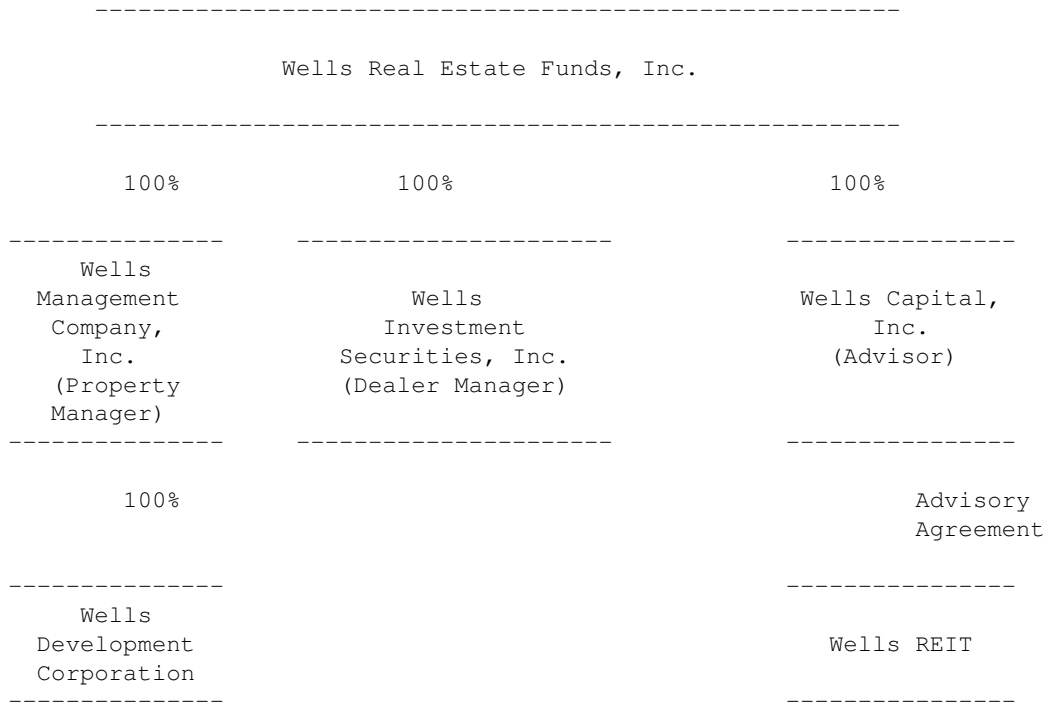 Wells Real Estate Funds, Inc.
100% 100% 100%
Wells
Management
Company,
Inc.
(Property
Manager)
Wells
Investment
Securities, Inc.
(Dealer Manager)
Wells Capital,
Inc.
(Advisor)
100%
Advisory
Agreement
Wells
Development
Corporation
Wells REIT